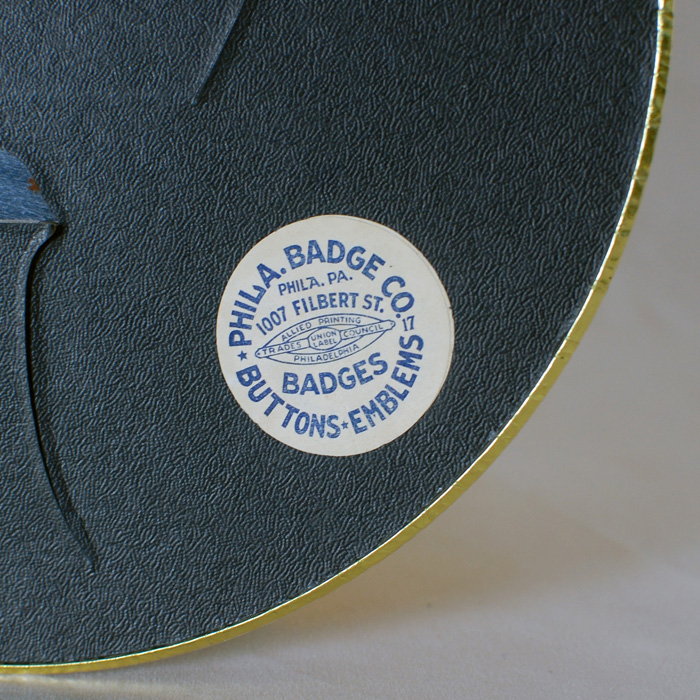 PHILA. BADGE CO.
PHILA. PA.
1007 FILBERT ST.
ALLIED PRINTING
TRADES UNION LABEL COUNCIL
PHILADELPHIA
17
BADGES
★ BUTTONS ★ EMBLEMS